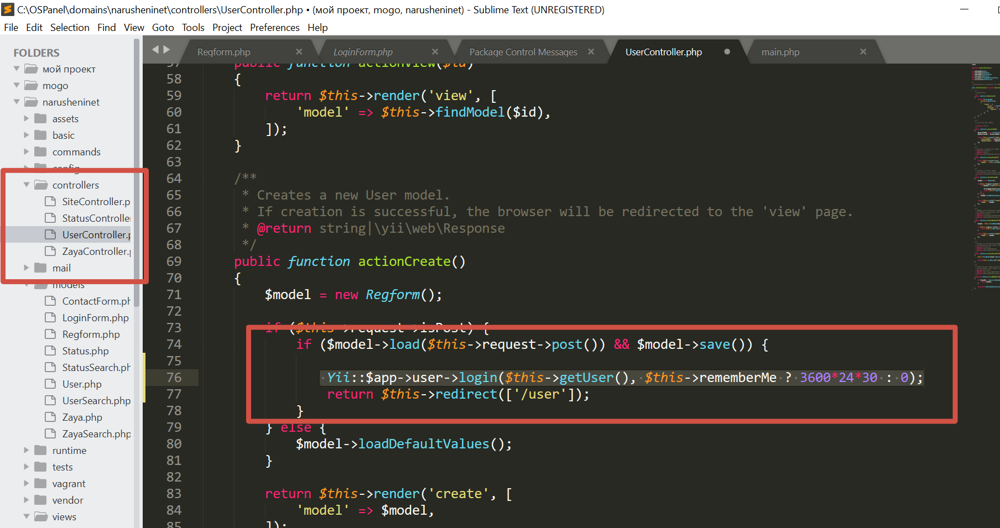 C:\OSPanel\domains\narusheninet\controllers\UserController.php • (мой проект, mogo, narusheninet) - Sublime Text (UNREGISTERED)
File Edit Selection Find View Goto Tools Project Preferences Help
FOLDERS
мой проект
mogo
narusheninet
assets
basic
commands
config
controllers
SiteController.p
StatusControlle
UserController.p
ZayaController.p
mail
models
ContactForm.ph
LoginForm.php
Regform.php
Status.php
StatusSearch.ph
User.php
UserSearch.php
Zaya.php
ZayaSearch.php
runtime
tests
vagrant
vendor
views
Regform.php × LoginForm.php × Package Control Messages × UserController.php • main.php ×
57 public function actionView($id)
58 {
59 return $this->render('view', [
60 'model' => $this->findModel($id),
61 ]);
62 }
63
64 /**
65 * Creates a new User model.
66 * If creation is successful, the browser will be redirected to the 'view' page.
67 * @return string|\yii\web\Response
68 */
69 public function actionCreate()
70 {
71 $model = new Regform();
72
73 if ($this->request->isPost) {
74 if ($model->load($this->request->post()) && $model->save()) {
75
76 Yii::$app->user->login($this->getUser(), $this->rememberMe ? 3600*24*30 : 0);
77 return $this->redirect(['/user']);
78 }
79 } else {
80 $model->loadDefaultValues();
81 }
82
83 return $this->render('create', [
84 'model' => $model,
85 ]);